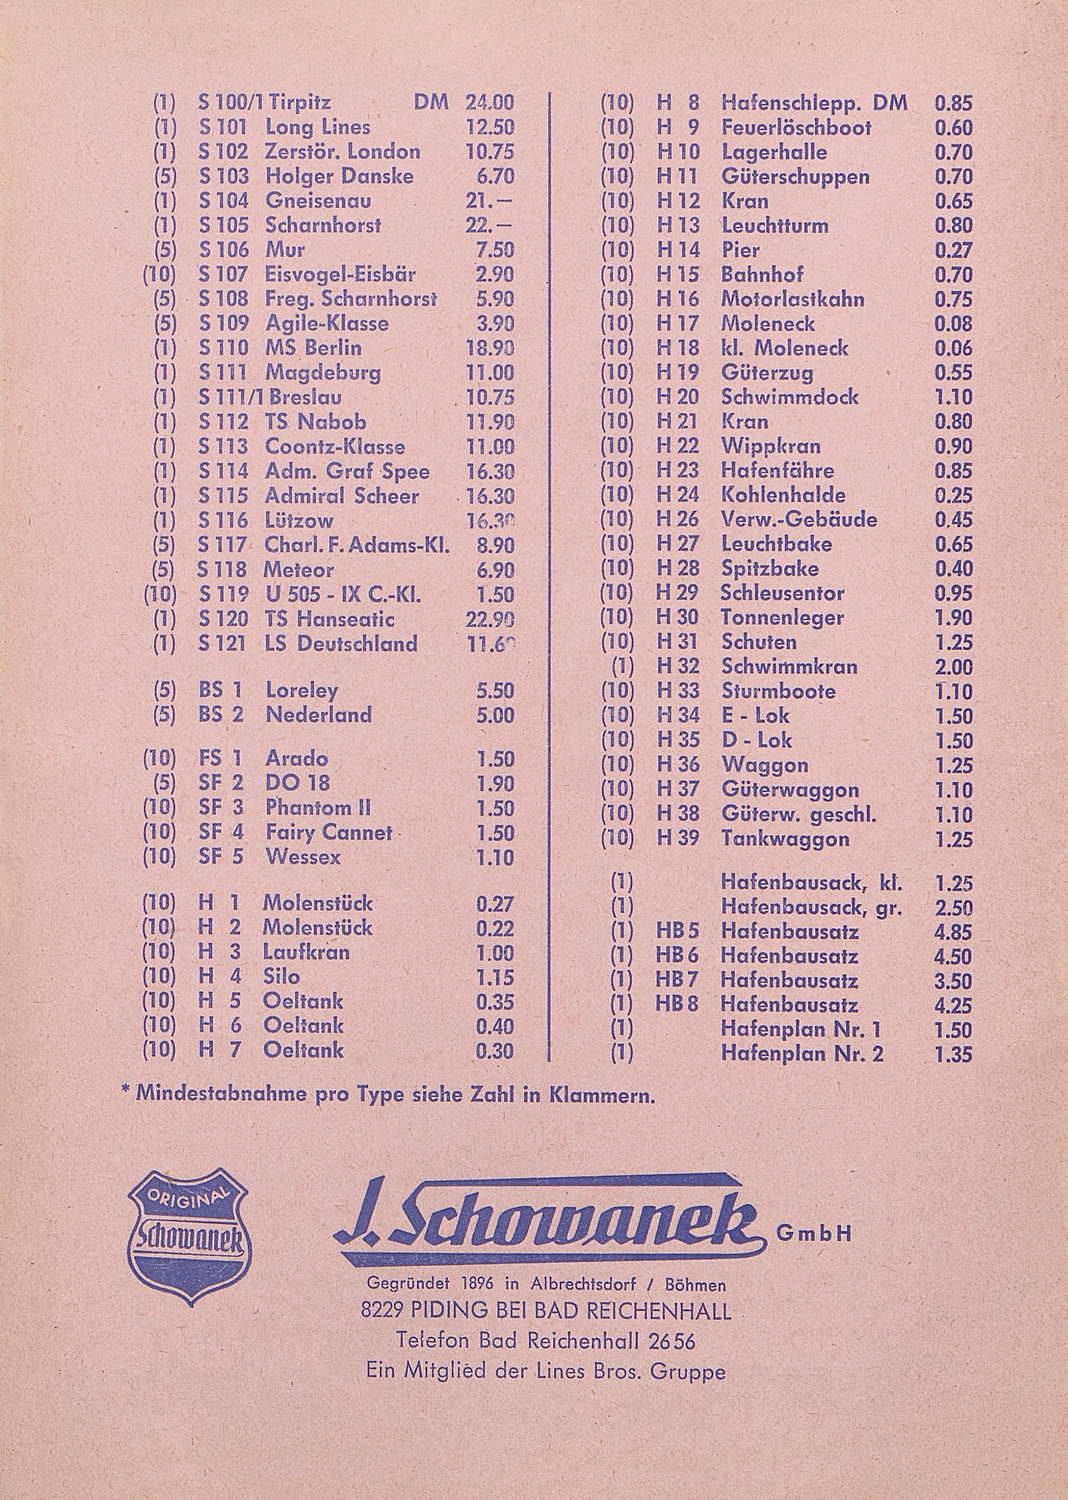 (1) S 100/1 Tirpitz DM 24.00
(1) S 101 Long Lines 12.50
(1) S 102 Zerstör. London 10.75
(5) S 103 Holger Danske 6.70
(1) S 104 Gneisenau 21.—
(1) S 105 Scharnhorst 22.—
(5) S 106 Mur 7.50
(10) S 107 Eisvogel-Eisbär 2.90
(5) S 108 Freg. Scharnhorst 5.90
(5) S 109 Agile-Klasse 3.90
(1) S 110 MS Berlin 18.90
(1) S 111 Magdeburg 11.00
(1) S 111/1 Breslau 10.75
(1) S 112 TS Nabob 11.90
(1) S 113 Coontz-Klasse 11.00
(1) S 114 Adm. Graf Spee 16.30
(1) S 115 Admiral Scheer 16.30
(1) S 116 Lützow 16.30
(5) S 117 Charl. F. Adams-Kl. 8.90
(5) S 118 Meteor 6.90
(10) S 119 U 505 - IX C.-Kl. 1.50
(1) S 120 TS Hanseatic 22.90
(1) S 121 LS Deutschland
(5) BS 1 Loreley 5.50
(5) BS 2 Nederland 5.00
(10) FS 1 Arado 1.50
(5) SF 2 DO 18 1.90
(10) SF 3 Phantom II 1.50
(10) SF 4 Fairy Cannet 1.50
(10) SF 5 Wessex 1.10
(10) H 1 Molenstück 0.27
(10) H 2 Molenstück 0.22
(10) H 3 Laufkran 1.00
(10) H 4 Silo 1.15
(10) H 5 Oeltank 0.35
(10) H 6 Oeltank 0.40
(10) H 7 Oeltank 0.30
(10) H 8 Hafenschlepp. DM 0.85
(10) H 9 Feuerlöschboot 0.60
(10) H 10 Lagerhalle 0.70
(10) H 11 Güterschuppen 0.70
(10) H 12 Kran 0.65
(10) H 13 Leuchtturm 0.80
(10) H 14 Pier 0.27
(10) H 15 Bahnhof 0.70
(10) H 16 Motorlastkahn 0.75
(10) H 17 Moleneck 0.08
(10) H 18 kl. Moleneck 0.06
(10) H 19 Güterzug 0.55
(10) H 20 Schwimmdock 1.10
(10) H 21 Kran 0.80
(10) H 22 Wippkran 0.90
(10) H 23 Hafenfähre 0.85
(10) H 24 Kohlenhalde 0.25
(10) H 26 Verw.-Gebäude 0.45
(10) H 27 Leuchtbake 0.65
(10) H 28 Spitzbake 0.40
(10) H 29 Schleusentor 0.95
(10) H 30 Tonnenleger 1.90
(10) H 31 Schuten 1.25
(1) H 32 Schwimmkran 2.00
(10) H 33 Sturmboote 1.10
(10) H 34 E - Lok 1.50
(10) H 35 D - Lok 1.50
(10) H 36 Waggon 1.25
(10) H 37 Güterwaggon 1.10
(10) H 38 Güterw. geschl. 1.10
(10) H 39 Tankwaggon 1.25
(1) Hafenbausack, kl. 1.25
(1) Hafenbausack, gr. 2.50
(1) HB 5 Hafenbausatz 4.85
(1) HB 6 Hafenbausatz 4.50
(1) HB 7 Hafenbausatz 3.50
(1) HB 8 Hafenbausatz 4.25
(1) Hafenplan Nr. 1 1.50
(1) Hafenplan Nr. 2 1.35
* Mindestabnahme pro Type siehe Zahl in Klammern.
ORIGINAL
Schowanek
J. Schowanek GmbH
Gegründet 1896 in Albrechtsdorf / Böhmen
8229 PIDING BEI BAD REICHENHALL
Telefon Bad Reichenhall 2656
Ein Mitglied der Lines Bros. Gruppe